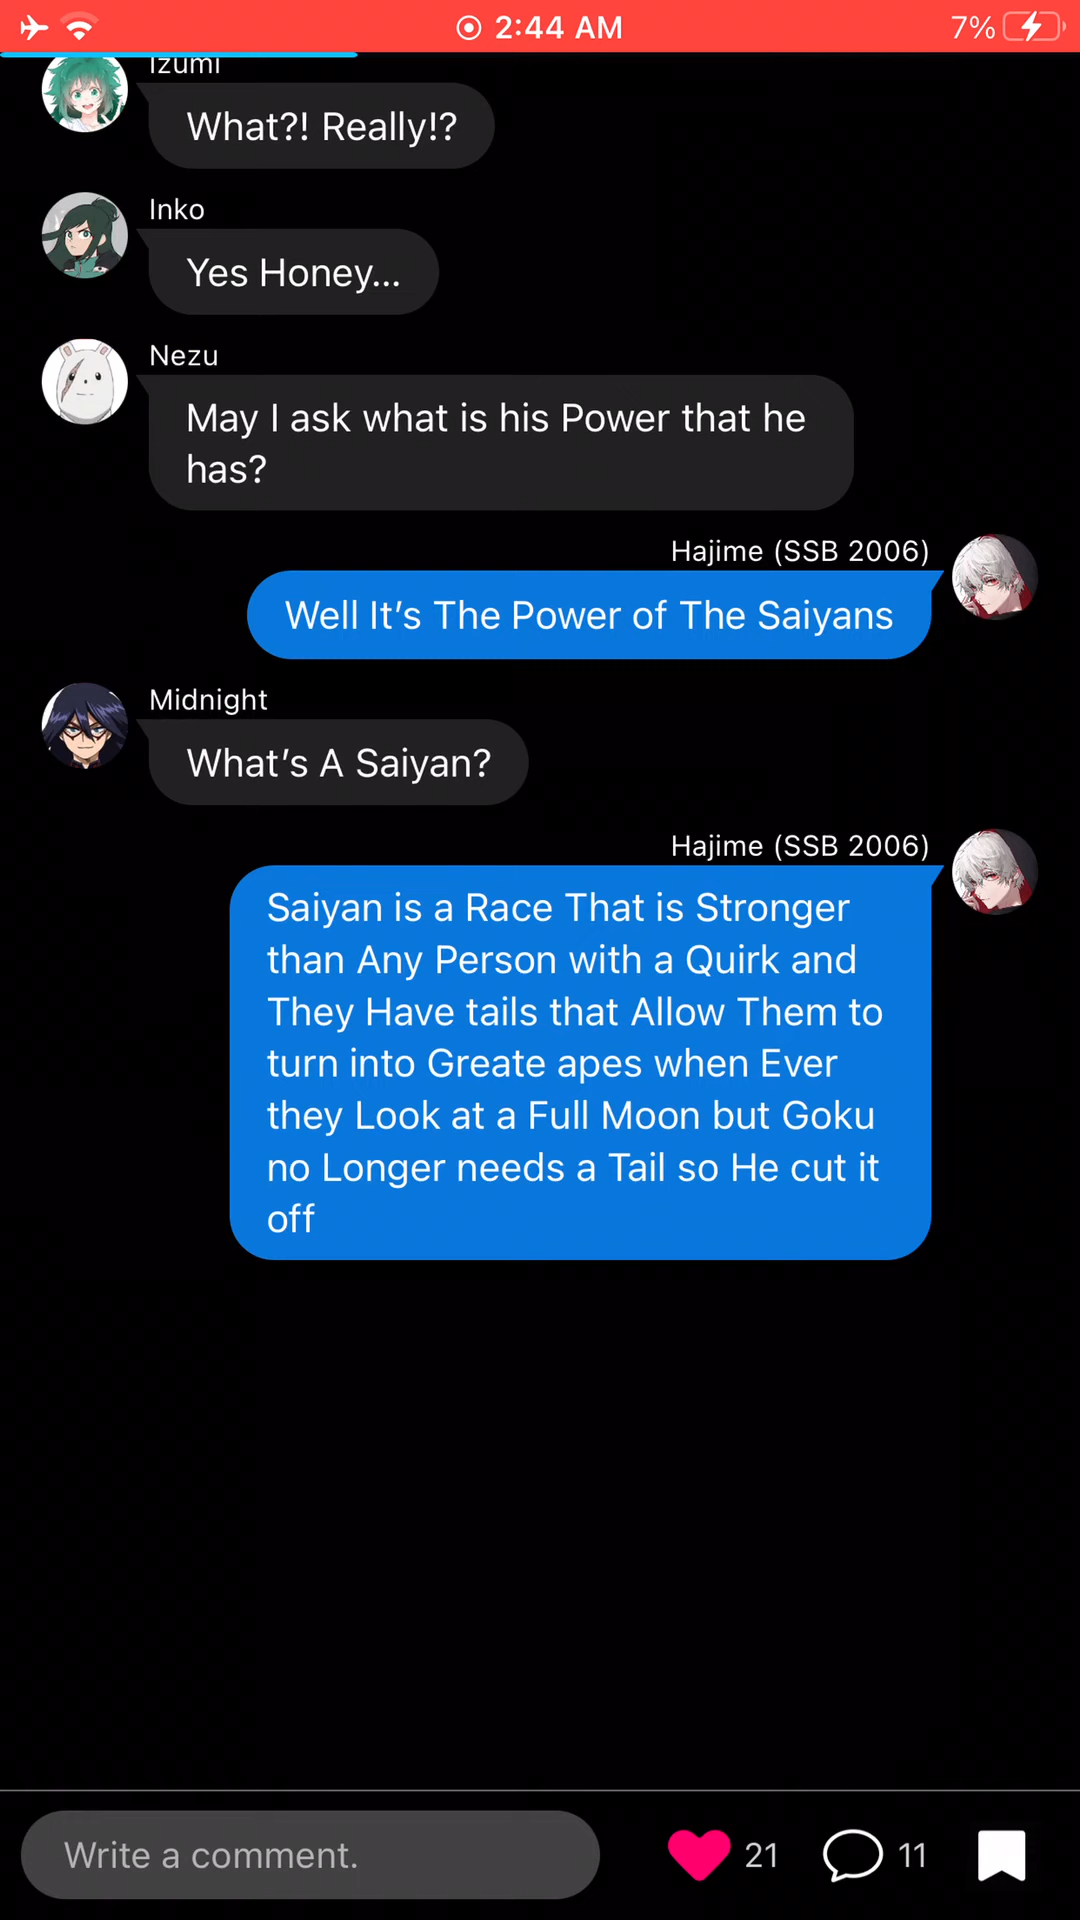 2:44 AM
7%
Izumi
What?! Really!?
Inko
Yes Honey...
Nezu
May I ask what is his Power that he
has?
Hajime (SSB 2006)
Well It's The Power of The Saiyans
Midnight
What's A Saiyan?
Hajime (SSB 2006)
Saiyan is a Race That is Stronger
than Any Person with a Quirk and
They Have tails that Allow Them to
turn into Greate apes when Ever
they Look at a Full Moon but Goku
no Longer needs a Tail so He cut it
off
Write a comment.
21
11